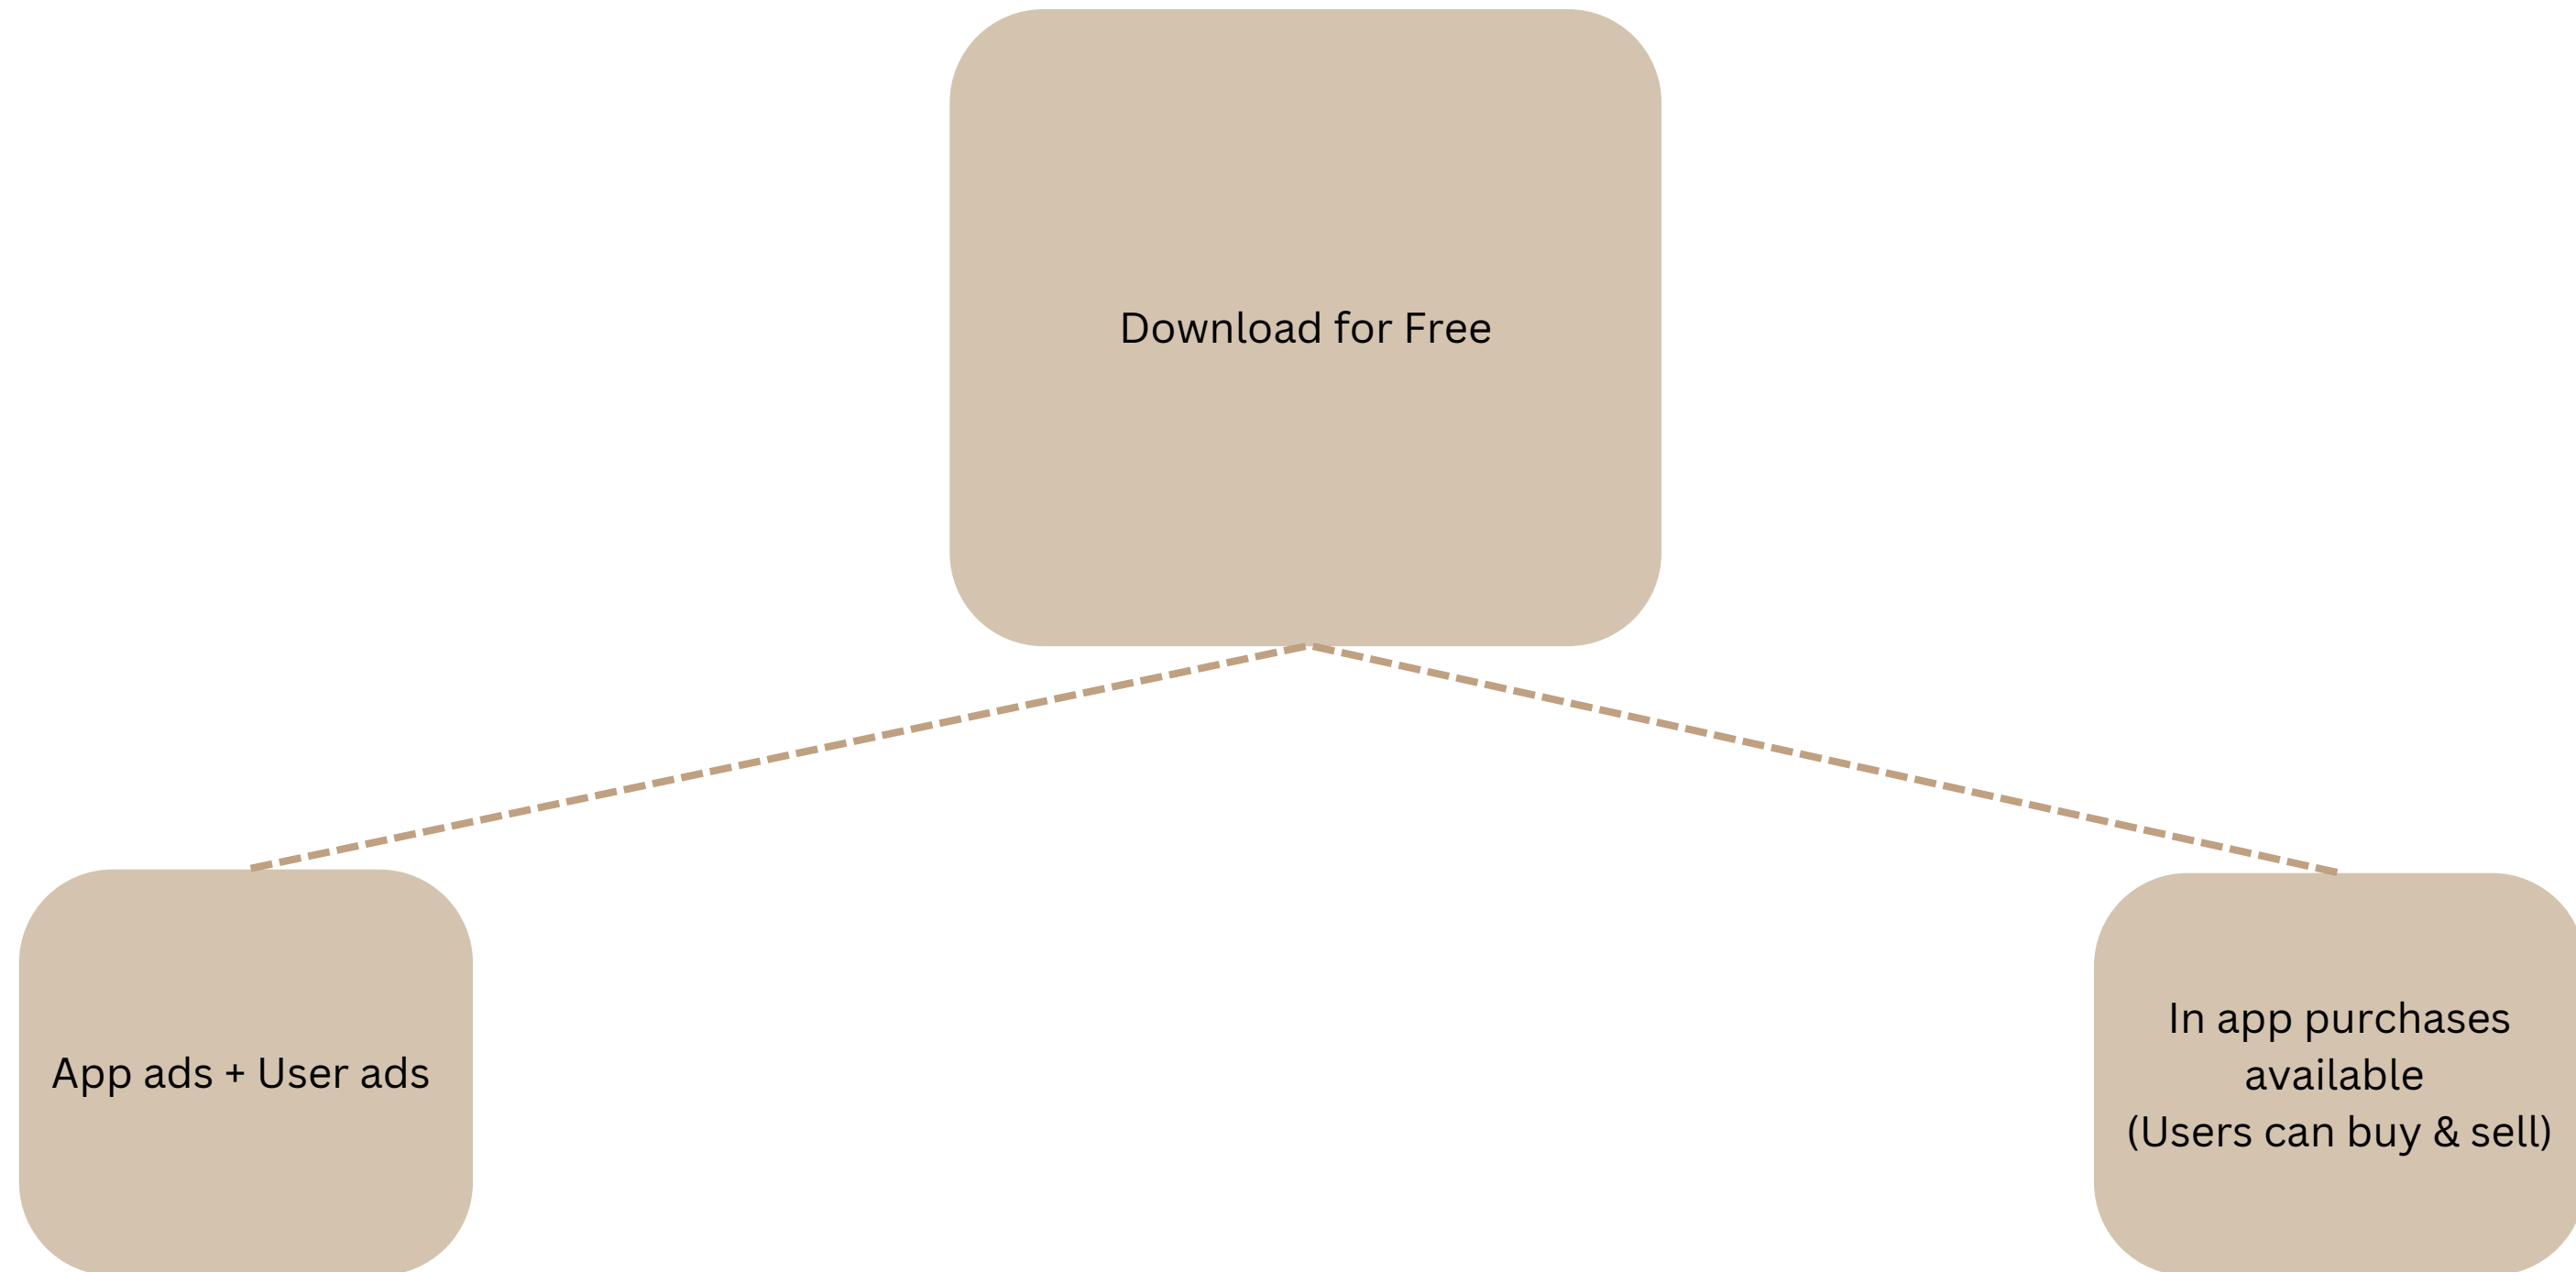 Download for Free
App ads + User ads
In app purchases
available
(Users can buy & sell)